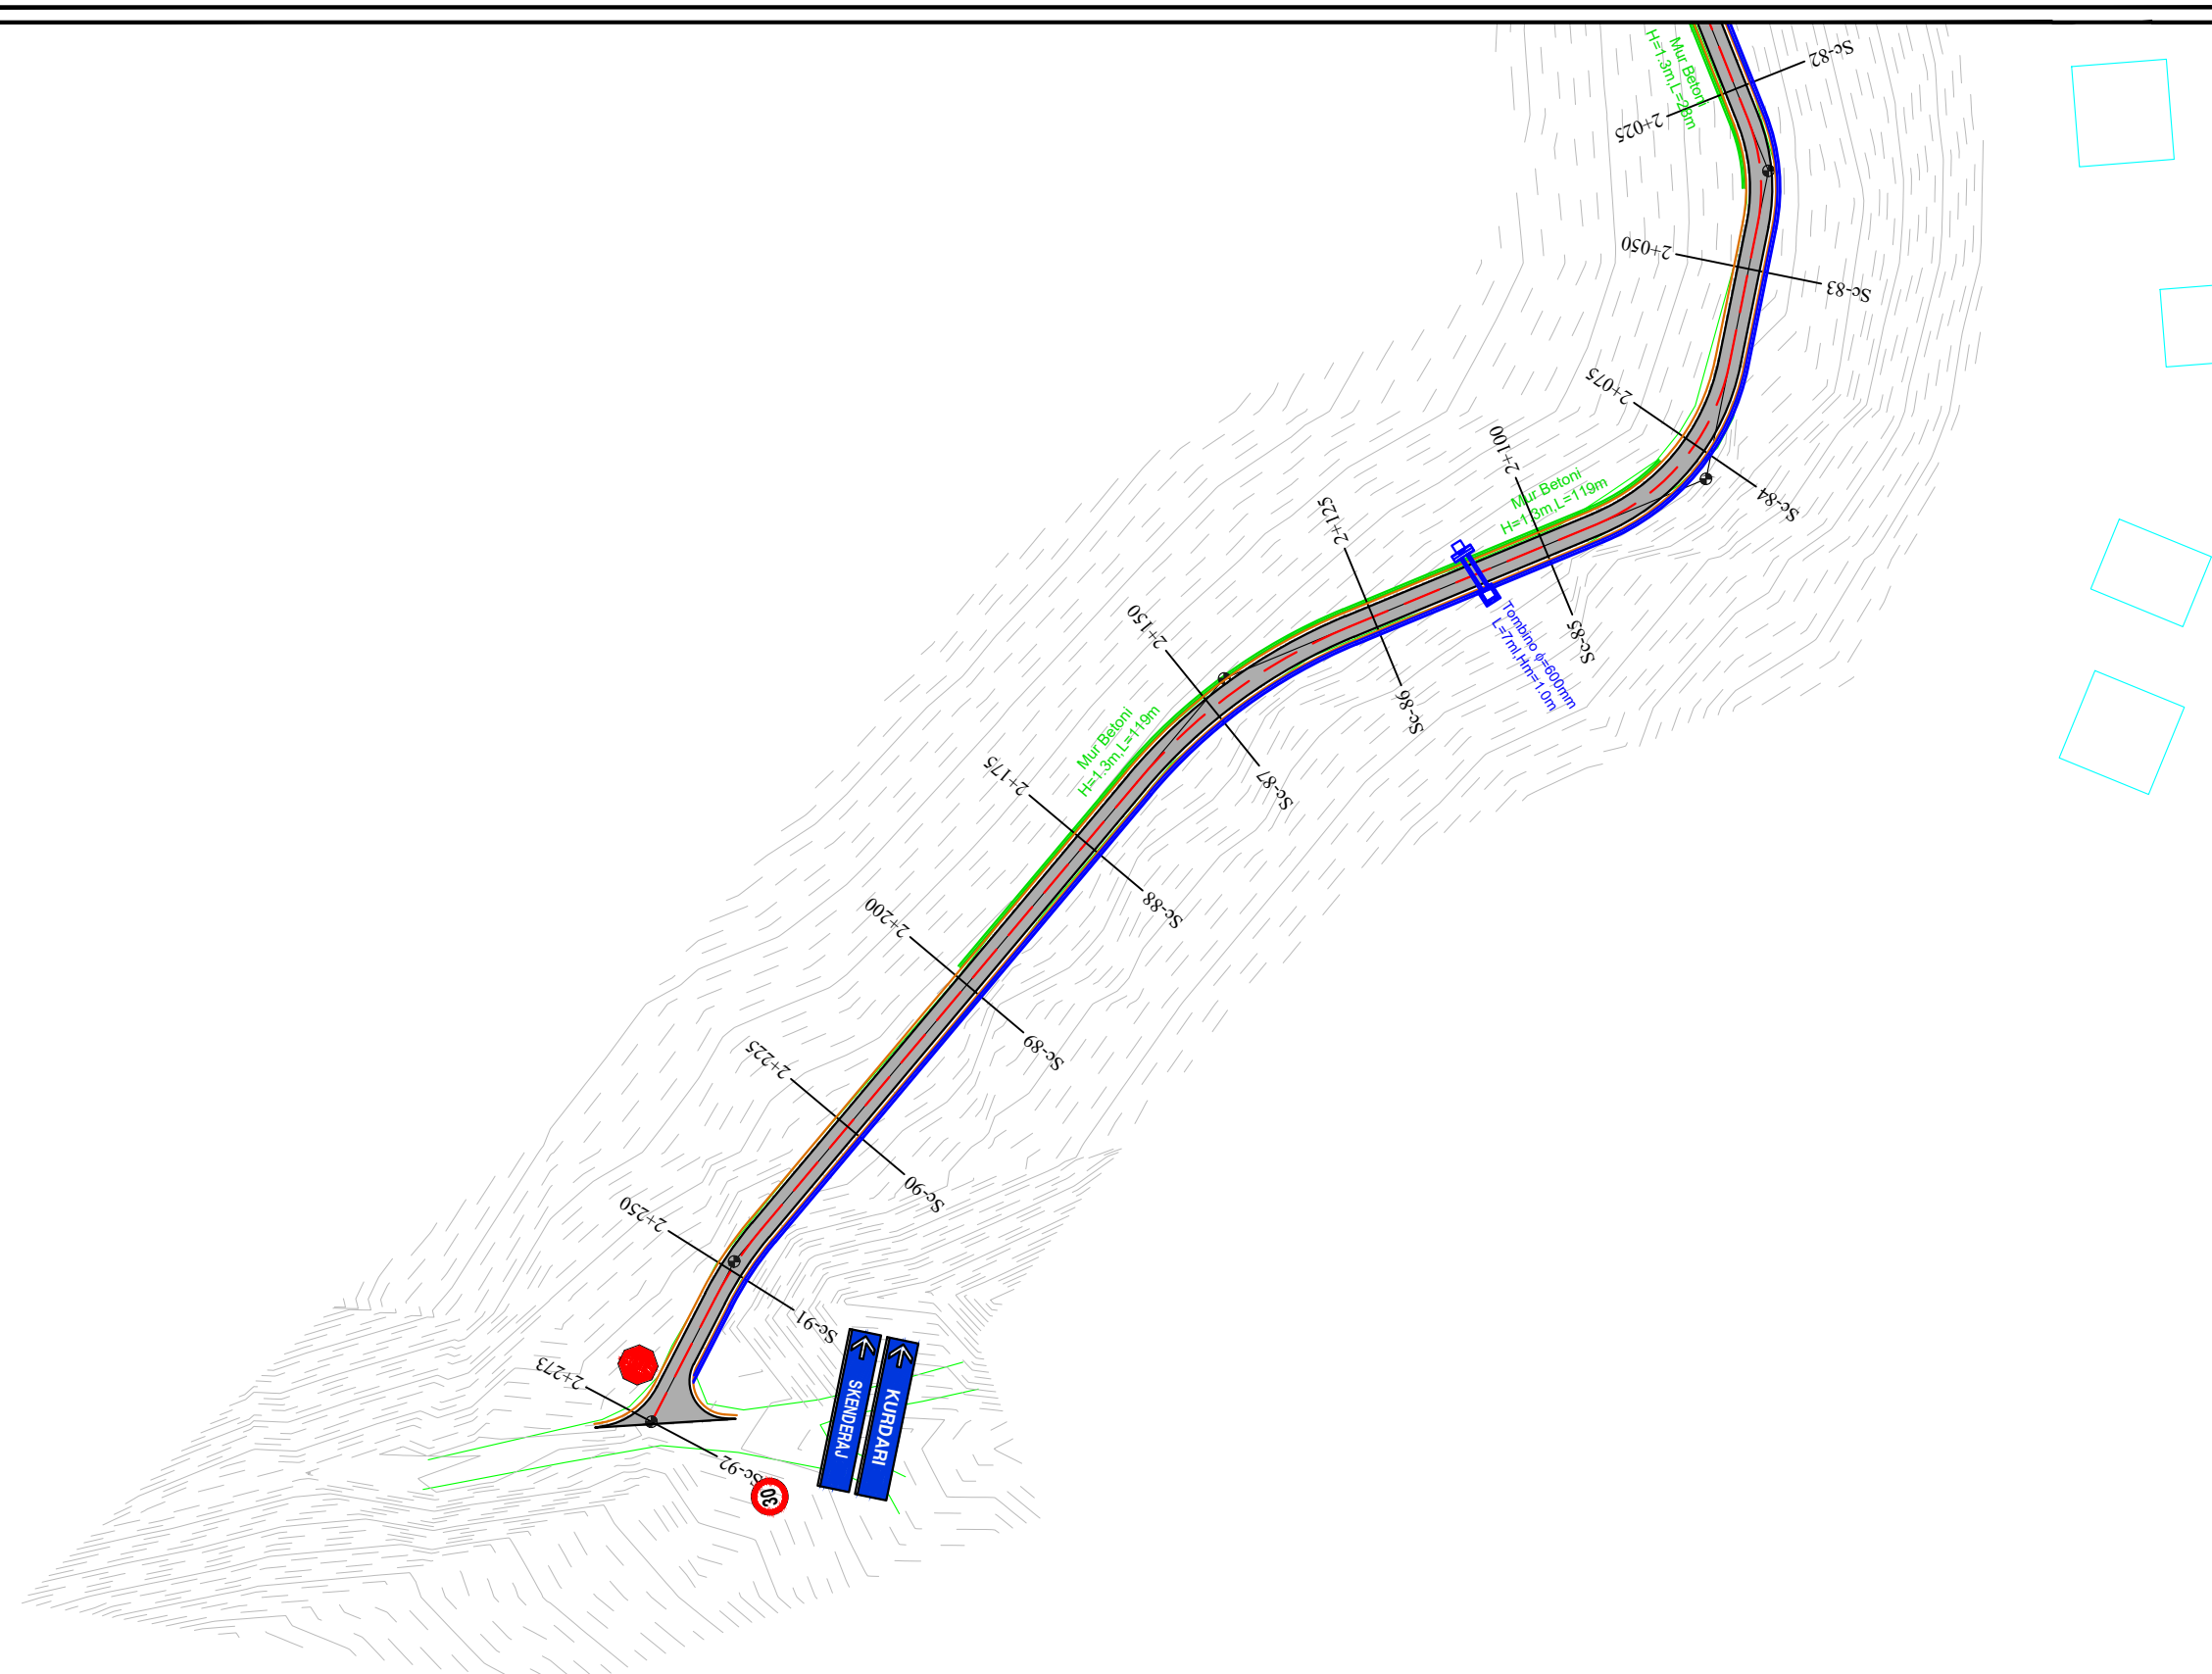 Sc-82
Mur Betoni
H=1.3m,L=28m
2+025
2+050
Sc-83
2+075
Sc-84
2+100
Mur Betoni
H=1.3m,L=119m
Sc-85
2+125
Sc-86
Tombino ϕ=600mm
L=7ml,Hm=1.0m
2+150
Sc-87
Mur Betoni
H=1.3m,L=119m
2+175
Sc-88
2+200
Sc-89
2+225
Sc-90
2+250
Sc-91
2+273
Sc-92
SKENDERAJ
KURDARI
30